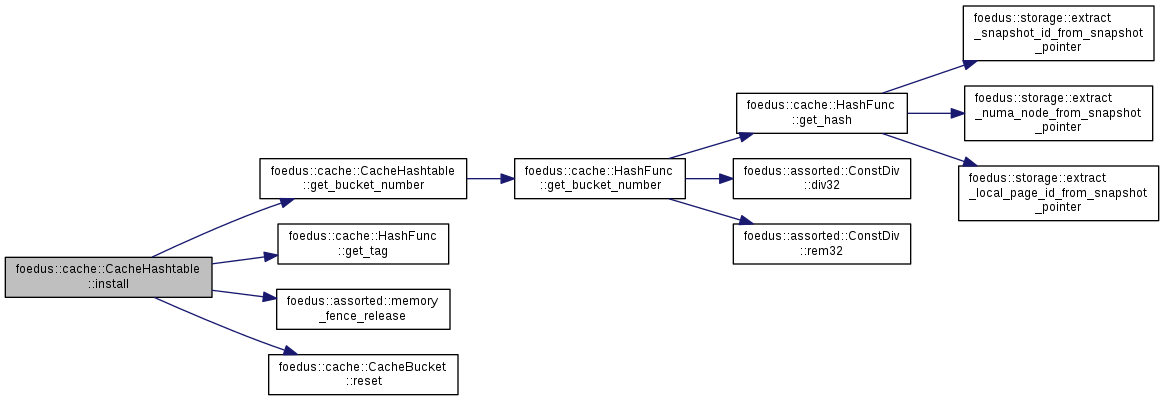 foedus::storage::extract
_snapshot_id_from_snapshot
_pointer
foedus::cache::HashFunc
::get_hash
foedus::storage::extract
_numa_node_from_snapshot
_pointer
foedus::cache::CacheHashtable
::get_bucket_number
foedus::cache::HashFunc
::get_bucket_number
foedus::assorted::ConstDiv
::div32
foedus::storage::extract
_local_page_id_from_snapshot
_pointer
foedus::cache::HashFunc
::get_tag
foedus::assorted::ConstDiv
::rem32
foedus::cache::CacheHashtable
::install
foedus::assorted::memory
_fence_release
foedus::cache::CacheBucket
::reset